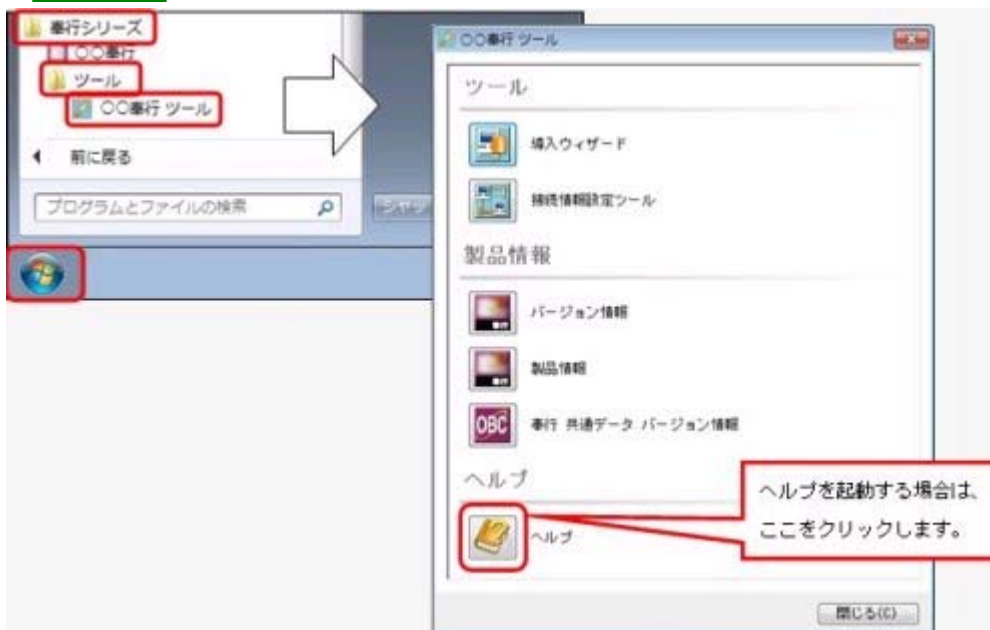 奉行シリーズ
〇〇奉行
ツール
〇〇奉行 ツール
前に戻る
プログラムとファイルの検索
シャッ
〇〇奉行 ツール
ツール
導入ウィザード
接続情報設定ツール
製品情報
バージョン情報
製品情報
OBC
奉行 共通データ バージョン情報
ヘルプ
ヘルプ
ヘルプを起動する場合は、
ここをクリックします。
閉じる(C)